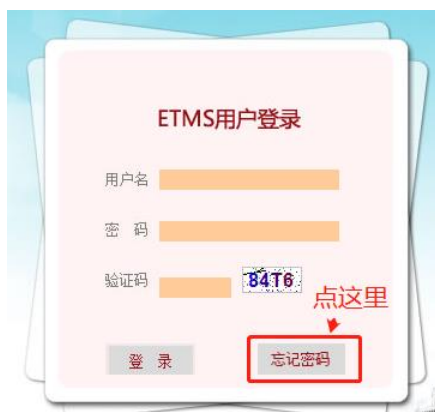 ETMS用户登录
用户名
密 码
验证码
84T6
点这里
登 录
忘记密码